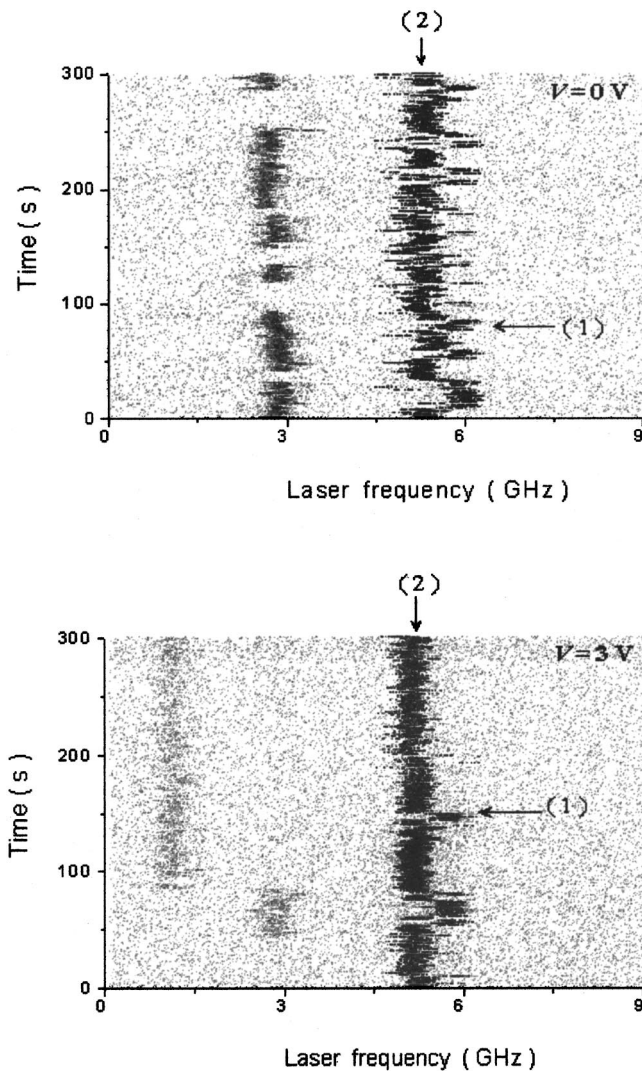 (2)
300
V=0 V
200
Time (s)
100
(1)
0
0 3 6 9
Laser frequency (GHz)
(2)
300
V=3 V
200
Time (s)
(1)
100
0
0 3 6 9
Laser frequency (GHz)